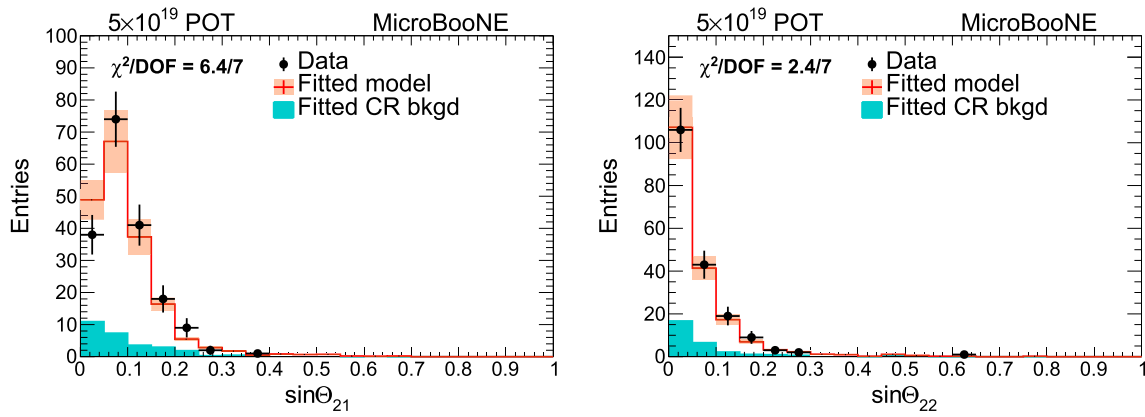 5×10¹⁹ POT MicroBooNE
χ²/DOF = 6.4/7
Data
Fitted model
Fitted CR bkgd
Entries
100
90
80
70
60
50
40
30
20
10
0
0 0.1 0.2 0.3 0.4 0.5 0.6 0.7 0.8 0.9 1
sinΘ₂₁
5×10¹⁹ POT MicroBooNE
χ²/DOF = 2.4/7
Data
Fitted model
Fitted CR bkgd
Entries
140
120
100
80
60
40
20
0
0 0.1 0.2 0.3 0.4 0.5 0.6 0.7 0.8 0.9 1
sinΘ₂₂